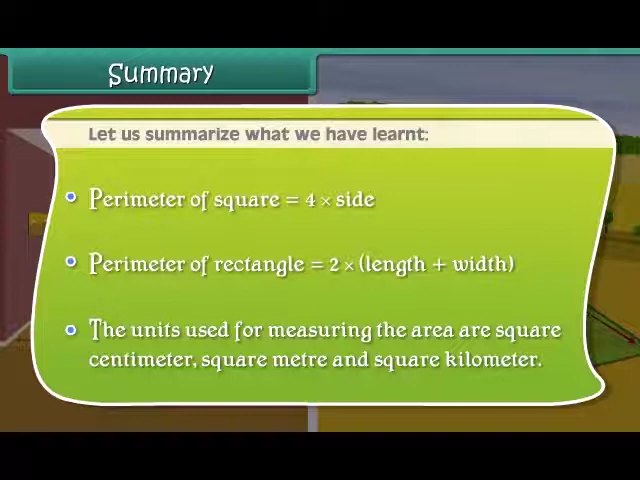 Summary
Let us summarize what we have learnt:
Perimeter of square = 4 × side
Perimeter of rectangle = 2 × (length + width)
The units used for measuring the area are square
centimeter, square metre and square kilometer.